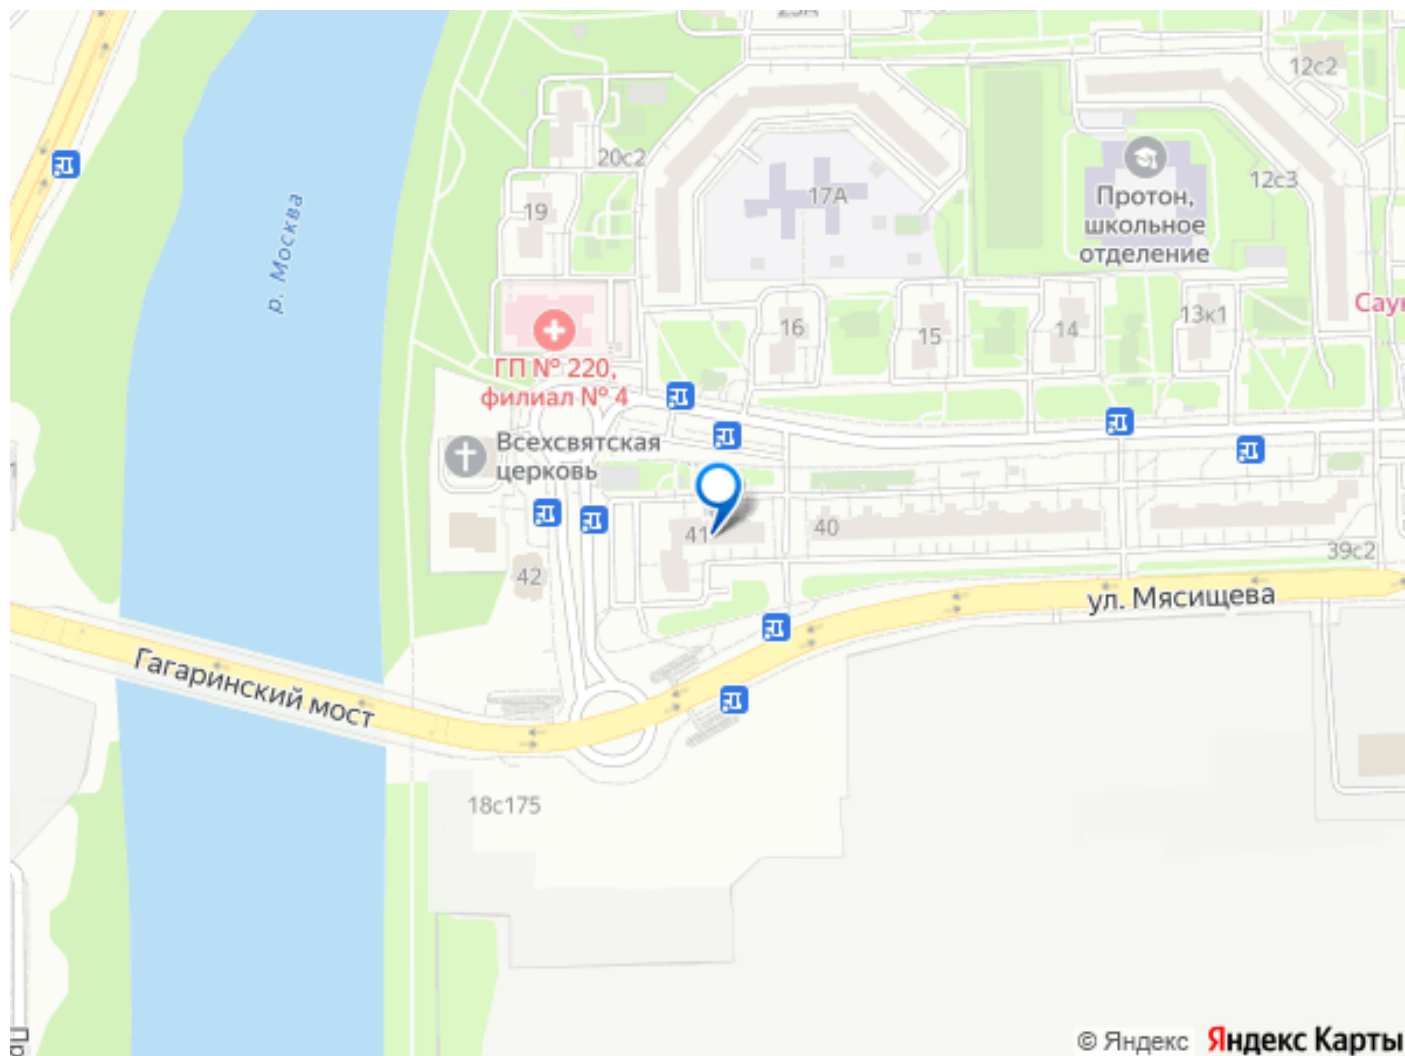 12с2
20с2
17А
12с3
19
Протон,
школьное
отделение
р. Москва
16
15
14
13к1
ГП № 220,
филиал № 4
Всехсвятская
церковь
41
40
39с2
42
ул. Мясищева
Гагаринский мост
18с175
© Яндекс Яндекс Карты